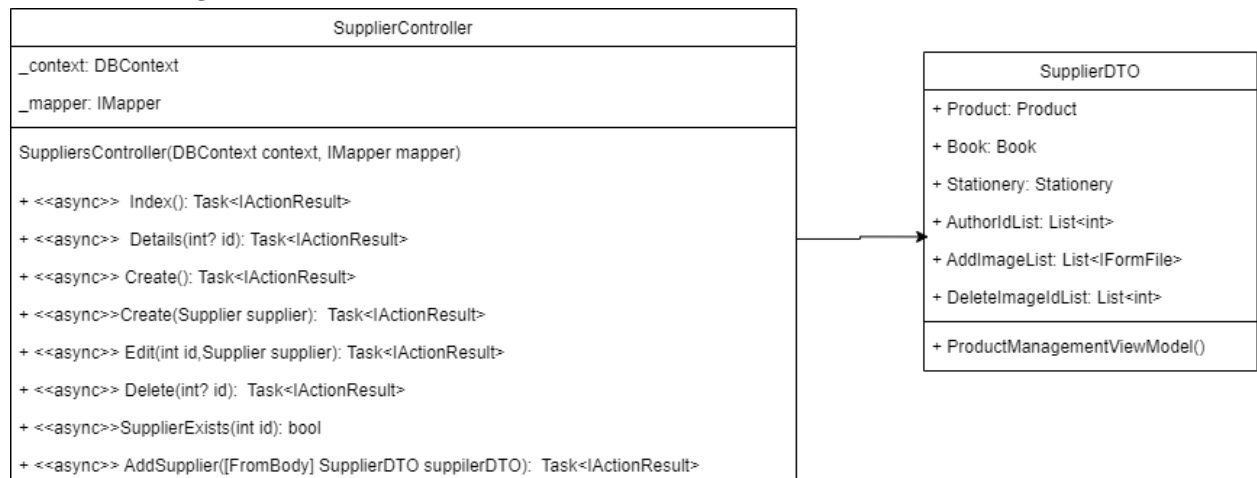 SupplierController
_context: DBContext
_mapper: IMapper
SuppliersController(DBContext context, IMapper mapper)
+ <<async>>  Index(): Task<IActionResult>
+ <<async>>  Details(int? id): Task<IActionResult>
+ <<async>> Create(): Task<IActionResult>
+ <<async>>Create(Supplier supplier):  Task<IActionResult>
+ <<async>> Edit(int id,Supplier supplier): Task<IActionResult>
+ <<async>> Delete(int? id):  Task<IActionResult>
+ <<async>>SupplierExists(int id): bool
+ <<async>> AddSupplier([FromBody] SupplierDTO suppilerDTO):  Task<IActionResult>
SupplierDTO
+ Product: Product
+ Book: Book
+ Stationery: Stationery
+ AuthorIdList: List<int>
+ AddImageList: List<IFormFile>
+ DeleteImageIdList: List<int>
+ ProductManagementViewModel()